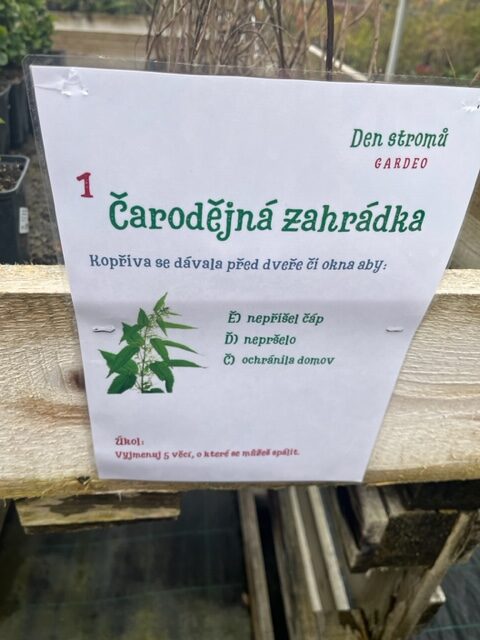 Den stromů
GARDEO
1
Čarodějná zahrádka
Kopřiva se dávala před dveře či okna aby:
Ě) nepřišel čáp
Ď) nepršelo
Č) ochránila domov
Úkol:
Vyjmenuj 5 věcí, o které se můžeš spálit.